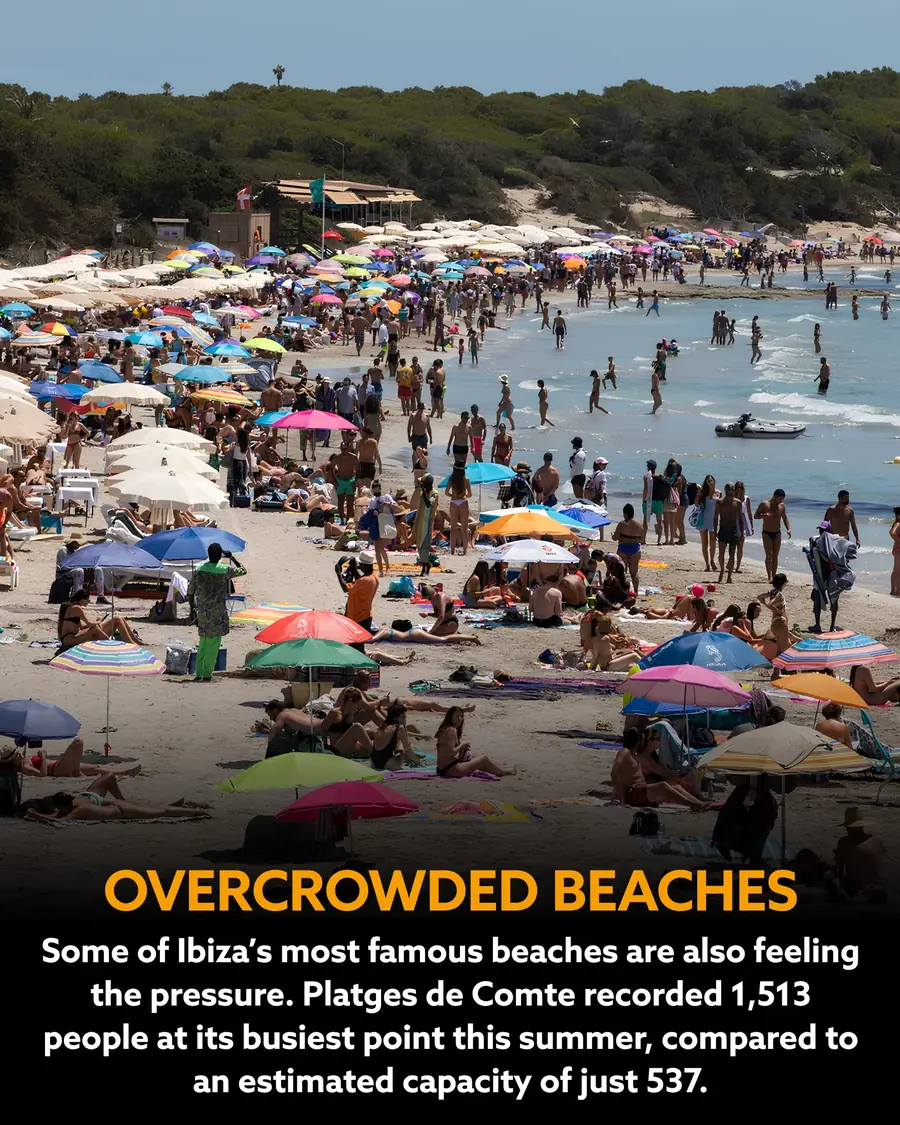 OVERCROWDED BEACHES
Some of Ibiza’s most famous beaches are also feeling
the pressure. Platges de Comte recorded 1,513
people at its busiest point this summer, compared to
an estimated capacity of just 537.